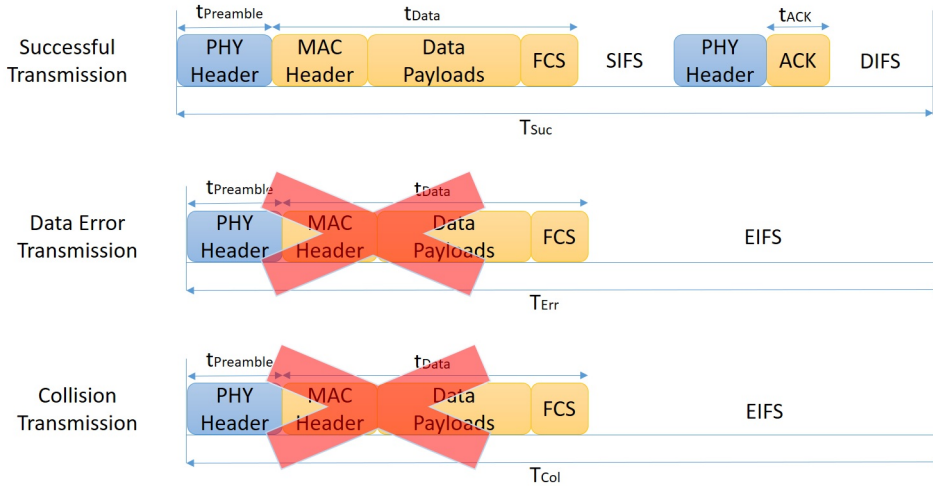 tPreamble tData tACK
Successful Transmission
PHY Header
MAC Header
Data Payloads
FCS
SIFS
PHY Header
ACK
DIFS
TSuc
tPreamble tData
Data Error Transmission
PHY Header
MAC Header
Data Payloads
FCS
EIFS
TErr
tPreamble tData
Collision Transmission
PHY Header
MAC Header
Data Payloads
FCS
EIFS
TCol